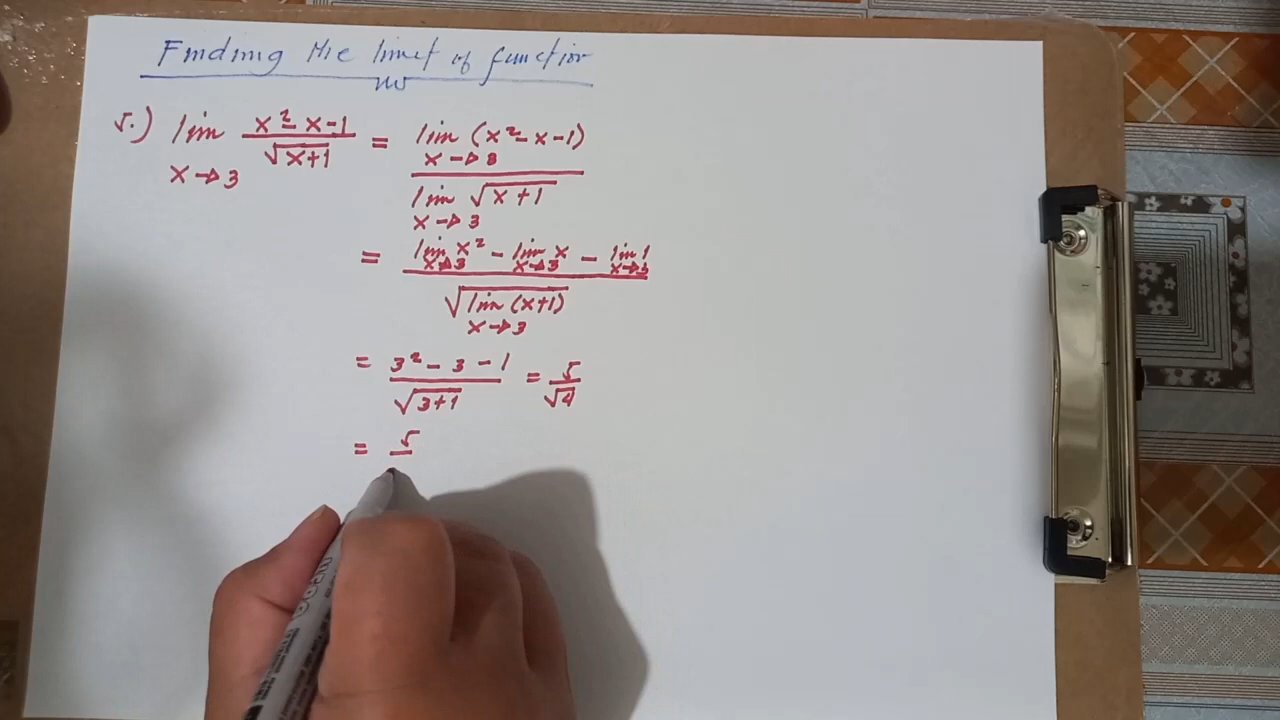 Finding the limit of function
5.) lim x²-x-1 = lim (x²-x-1)
√x+1
x→3 x→3
lim √x+1
x→3
= lim x² - lim x - lim 1
x→3 x→3 x→3
√lim (x+1)
x→3
= 3² - 3 - 1 = 5
√3+1 √4
= 5